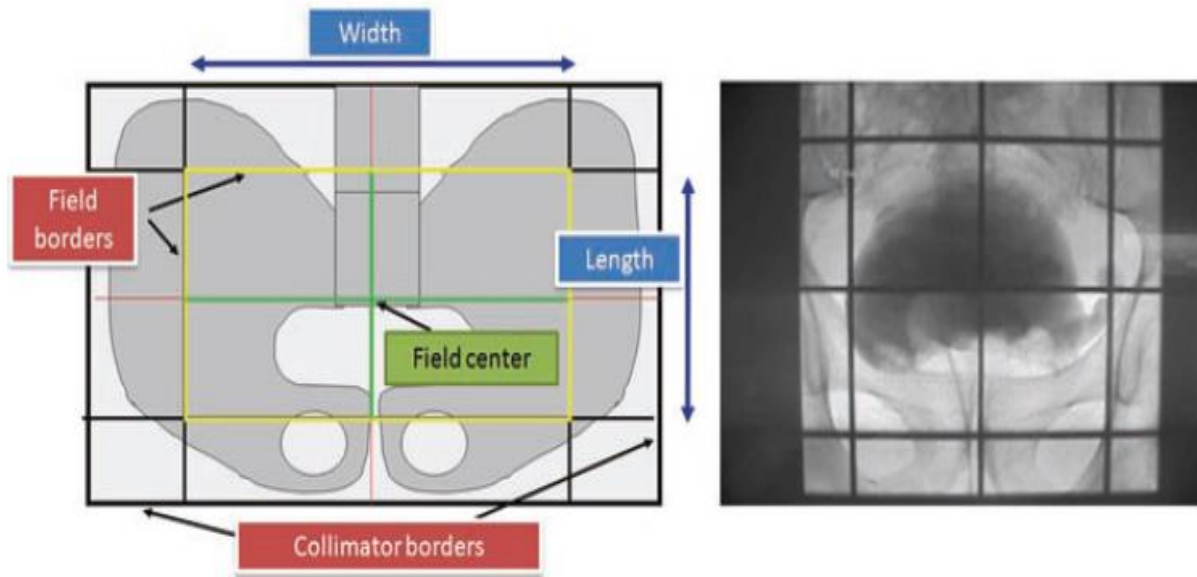 Width
Field
borders
Length
Field center
Collimator borders